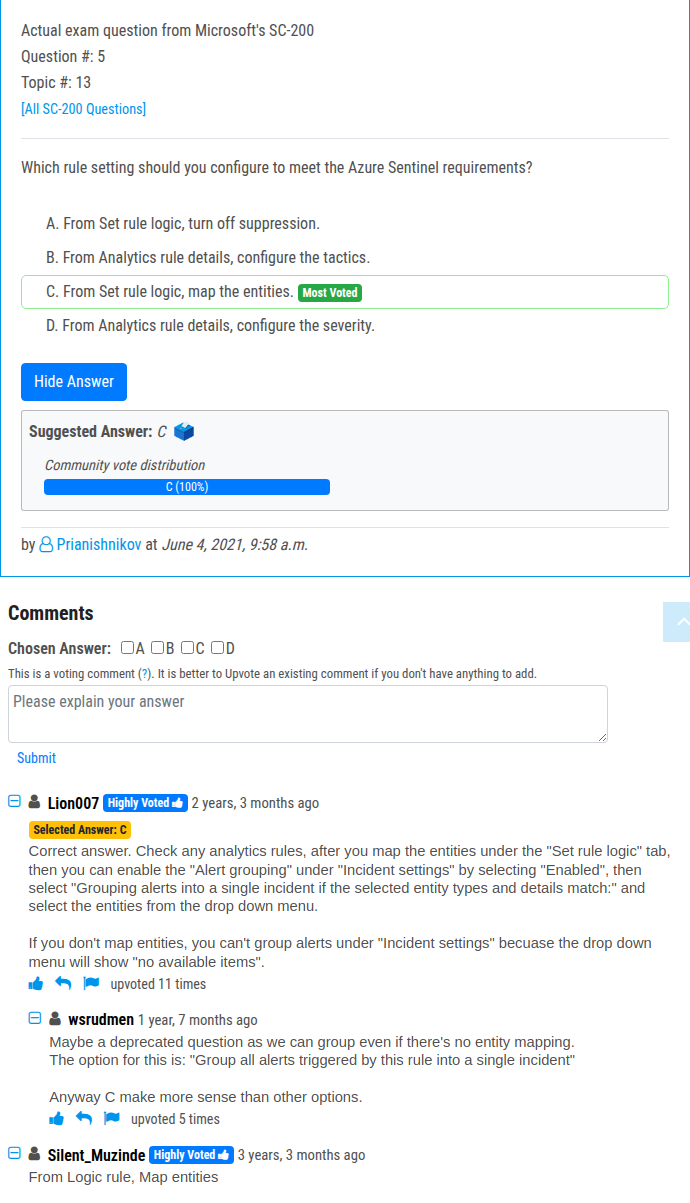 Actual exam question from Microsoft's SC-200
Question #: 5
Topic #: 13
[All SC-200 Questions]
Which rule setting should you configure to meet the Azure Sentinel requirements?
A. From Set rule logic, turn off suppression.
B. From Analytics rule details, configure the tactics.
C. From Set rule logic, map the entities. Most Voted
D. From Analytics rule details, configure the severity.
Hide Answer
Suggested Answer: C
Community vote distribution
C (100%)
by Prianishnikov at June 4, 2021, 9:58 a.m.
Comments
Chosen Answer: A B C D
This is a voting comment (?). It is better to Upvote an existing comment if you don't have anything to add.
Please explain your answer
Submit
Lion007 Highly Voted 2 years, 3 months ago
Selected Answer: C
Correct answer. Check any analytics rules, after you map the entities under the "Set rule logic" tab,
then you can enable the "Alert grouping" under "Incident settings" by selecting "Enabled", then
select "Grouping alerts into a single incident if the selected entity types and details match:" and
select the entities from the drop down menu.
If you don't map entities, you can't group alerts under "Incident settings" becuase the drop down
menu will show "no available items".
upvoted 11 times
wsrudmen 1 year, 7 months ago
Maybe a deprecated question as we can group even if there's no entity mapping.
The option for this is: "Group all alerts triggered by this rule into a single incident"
Anyway C make more sense than other options.
upvoted 5 times
Silent_Muzinde Highly Voted 3 years, 3 months ago
From Logic rule, Map entities